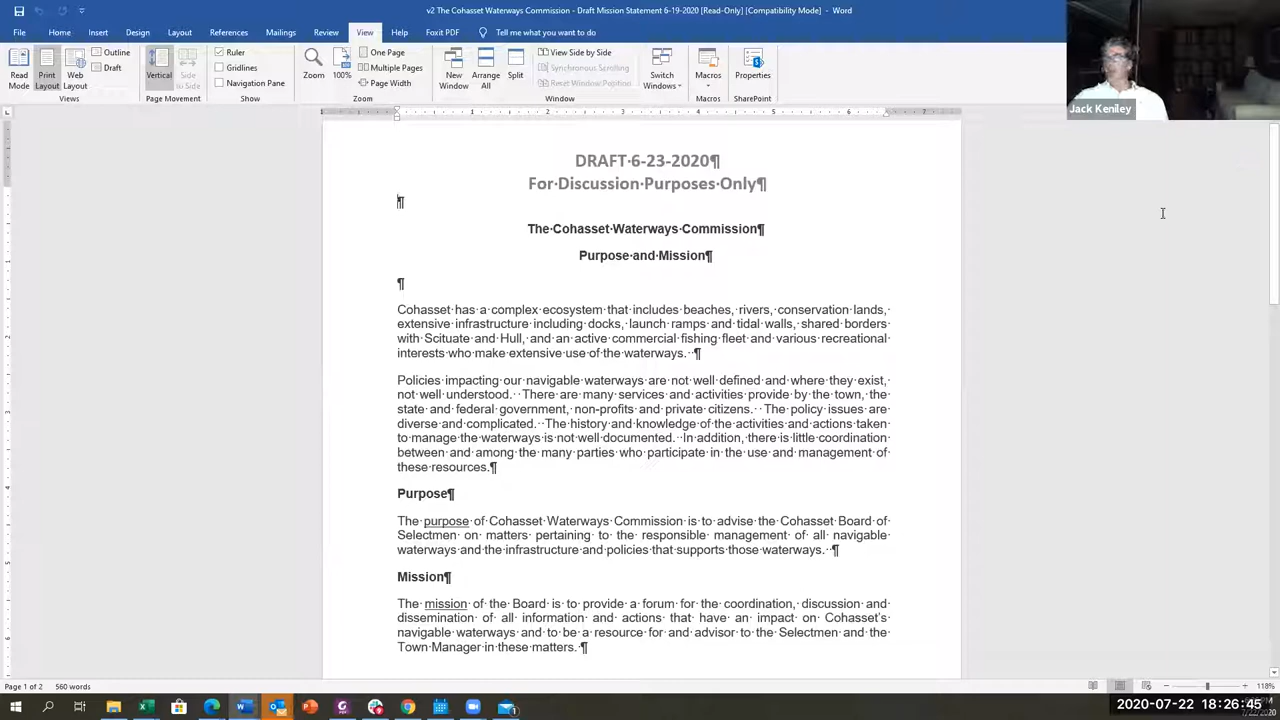 v2 The Cohasset Waterways Commission - Draft Mission Statement 6-19-2020 [Read-Only] [Compatibility Mode] - Word
File Home Insert Design Layout References Mailings Review View Help Foxit PDF Tell me what you want to do
Read Mode
Print Layout
Web Layout
Outline
Draft
Views
Vertical
Side to Side
Page Movement
Ruler
Gridlines
Navigation Pane
Show
Zoom
100%
One Page
Multiple Pages
Page Width
Zoom
New Window
Arrange All
Split
View Side by Side
Synchronous Scrolling
Reset Window Position
Window
Switch Windows
Macros
Macros
Properties
SharePoint
Jack Keniley
1 1 2 3 4 5 6 7
DRAFT·6-23-2020¶
For·Discussion·Purposes·Only¶
¶
The·Cohasset·Waterways·Commission¶
Purpose·and·Mission¶
¶
Cohasset·has·a·complex·ecosystem·that·includes·beaches,·rivers,·conservation·lands,·
extensive·infrastructure·including·docks,·launch·ramps·and·tidal·walls,·shared·borders·
with·Scituate·and·Hull,·and·an·active·commercial·fishing·fleet·and·various·recreational·
interests·who·make·extensive·use·of·the·waterways.··¶
Policies·impacting·our·navigable·waterways·are·not·well·defined·and·where·they·exist,·
not·well·understood.··There·are·many·services·and·activities·provide·by·the·town,·the·
state·and·federal·government,·non-profits·and·private·citizens.··The·policy·issues·are·
diverse·and·complicated.··The·history·and·knowledge·of·the·activities·and·actions·taken·
to·manage·the·waterways·is·not·well·documented.··In·addition,·there·is·little·coordination·
between·and·among·the·many·parties·who·participate·in·the·use·and·management·of·
these·resources.¶
Purpose¶
The·purpose·of·Cohasset·Waterways·Commission·is·to·advise·the·Cohasset·Board·of·
Selectmen·on·matters·pertaining·to·the·responsible·management·of·all·navigable·
waterways·and·the·infrastructure·and·policies·that·supports·those·waterways.··¶
Mission¶
The·mission·of·the·Board·is·to·provide·a·forum·for·the·coordination,·discussion·and·
dissemination·of·all·information·and·actions·that·have·an·impact·on·Cohasset's·
navigable·waterways·and·to·be·a·resource·for·and·advisor·to·the·Selectmen·and·the·
Town·Manager·in·these·matters.·¶
Page 1 of 2 560 words
118%
2020-07-22 18:26:45